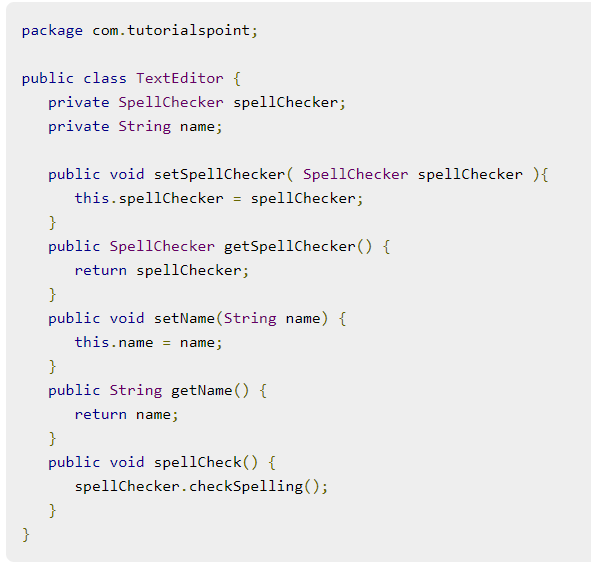 package com.tutorialspoint;

public class TextEditor {
   private SpellChecker spellChecker;
   private String name;

   public void setSpellChecker( SpellChecker spellChecker ){
      this.spellChecker = spellChecker;
   }
   public SpellChecker getSpellChecker() {
      return spellChecker;
   }
   public void setName(String name) {
      this.name = name;
   }
   public String getName() {
      return name;
   }
   public void spellCheck() {
      spellChecker.checkSpelling();
   }
}